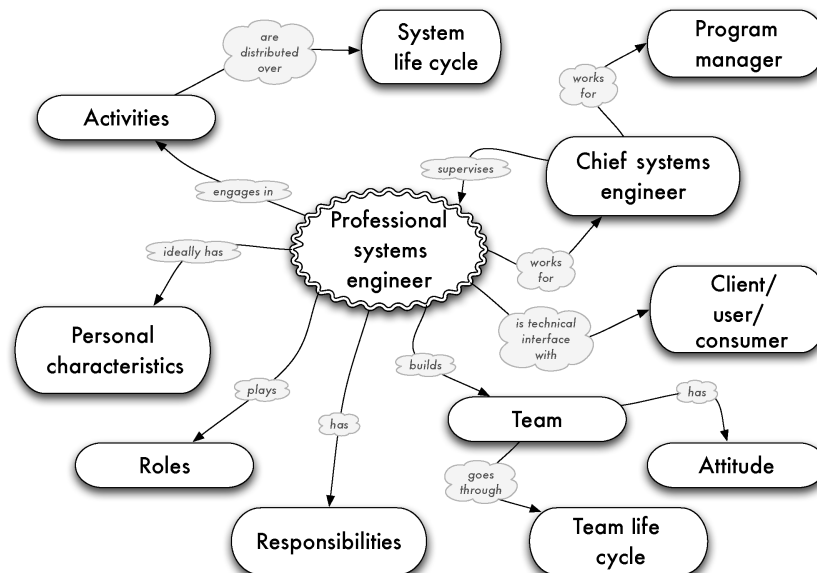 are
distributed
over
System
life cycle
Program
manager
works
for
Activities
supervises
Chief systems
engineer
engages in
Professional
systems
engineer
ideally has
works
for
Personal
characteristics
is technical
interface
with
Client/
user/
consumer
builds
plays
has
has
Team
Roles
Attitude
goes
through
Responsibilities
Team life
cycle